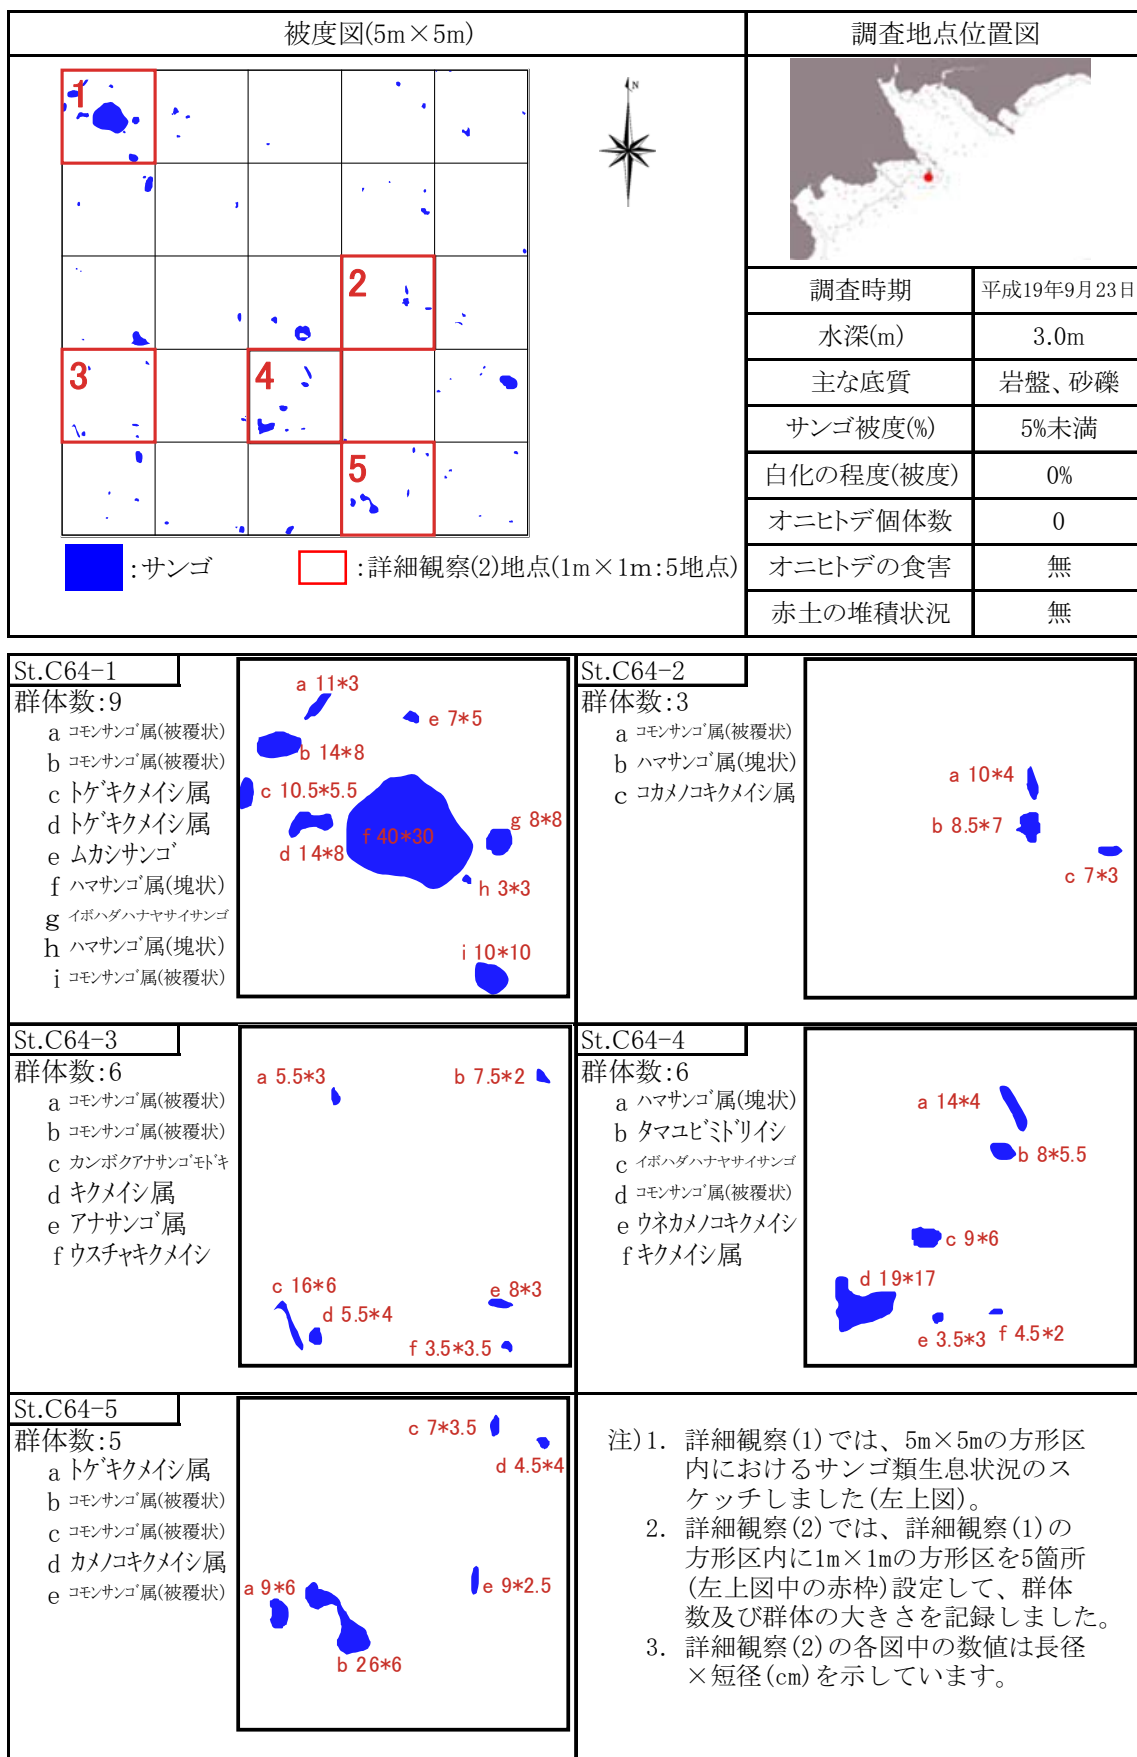 被度図(5m×5m)
調査地点位置図
1
2
3
4
5
N
:サンゴ
:詳細観察(2)地点(1m×1m:5地点)
調査時期 平成19年9月23日
水深(m) 3.0m
主な底質 岩盤、砂礫
サンゴ被度(%) 5%未満
白化の程度(被度) 0%
オニヒトデ個体数 0
オニヒトデの食害 無
赤土の堆積状況 無
St.C64-1
群体数:9
a コモンサンゴ属(被覆状)
b コモンサンゴ属(被覆状)
c トゲキクメイシ属
d トゲキクメイシ属
e ムカシサンゴ
f ハマサンゴ属(塊状)
g イボハダハナヤサイサンゴ
h ハマサンゴ属(塊状)
i コモンサンゴ属(被覆状)
a 11*3
e 7*5
b 14*8
c 10.5*5.5
g 8*8
f 40*30
d 14*8
h 3*3
i 10*10
St.C64-2
群体数:3
a コモンサンゴ属(被覆状)
b ハマサンゴ属(塊状)
c コカメノコキクメイシ属
a 10*4
b 8.5*7
c 7*3
St.C64-3
群体数:6
a コモンサンゴ属(被覆状)
b コモンサンゴ属(被覆状)
c カンボクアナサンゴモドキ
d キクメイシ属
e アナサンゴ属
f ウスチャキクメイシ
a 5.5*3
b 7.5*2
c 16*6
e 8*3
d 5.5*4
f 3.5*3.5
St.C64-4
群体数:6
a ハマサンゴ属(塊状)
b タマユビミドリイシ
c イボハダハナヤサイサンゴ
d コモンサンゴ属(被覆状)
e ウネカメノコキクメイシ
f キクメイシ属
a 14*4
b 8*5.5
c 9*6
d 19*17
e 3.5*3
f 4.5*2
St.C64-5
群体数:5
a トゲキクメイシ属
b コモンサンゴ属(被覆状)
c コモンサンゴ属(被覆状)
d カメノコキクメイシ属
e コモンサンゴ属(被覆状)
c 7*3.5
d 4.5*4
a 9*6
e 9*2.5
b 26*6
注)1. 詳細観察(1)では、5m×5mの方形区
内におけるサンゴ類生息状況のス
ケッチしました(左上図)。
2. 詳細観察(2)では、詳細観察(1)の
方形区内に1m×1mの方形区を5箇所
(左上図中の赤枠)設定して、群体
数及び群体の大きさを記録しました。
3. 詳細観察(2)の各図中の数値は長径
×短径(cm)を示しています。